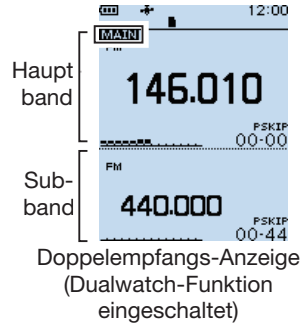 12:00
MAIN
FM
Haupt
band
146.010
PSKIP
00-00
FM
Sub-
band
440.000
PSKIP
00-44
Doppelempfangs-Anzeige
(Dualwatch-Funktion
eingeschaltet)